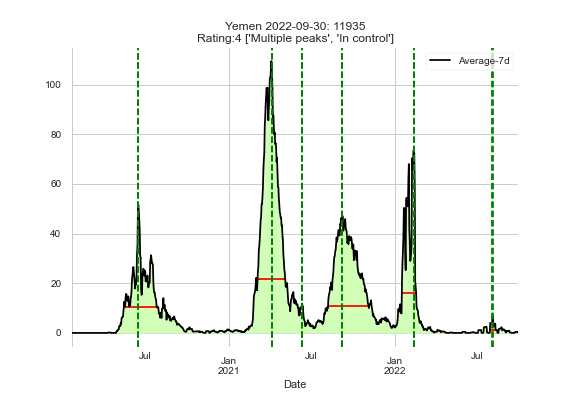 Yemen 2022-09-30: 11935
Rating:4 ['Multiple peaks', 'In control']
Average-7d
100
80
60
40
20
0
Jul
Jan
2021
Jul
Jan
2022
Jul
Date